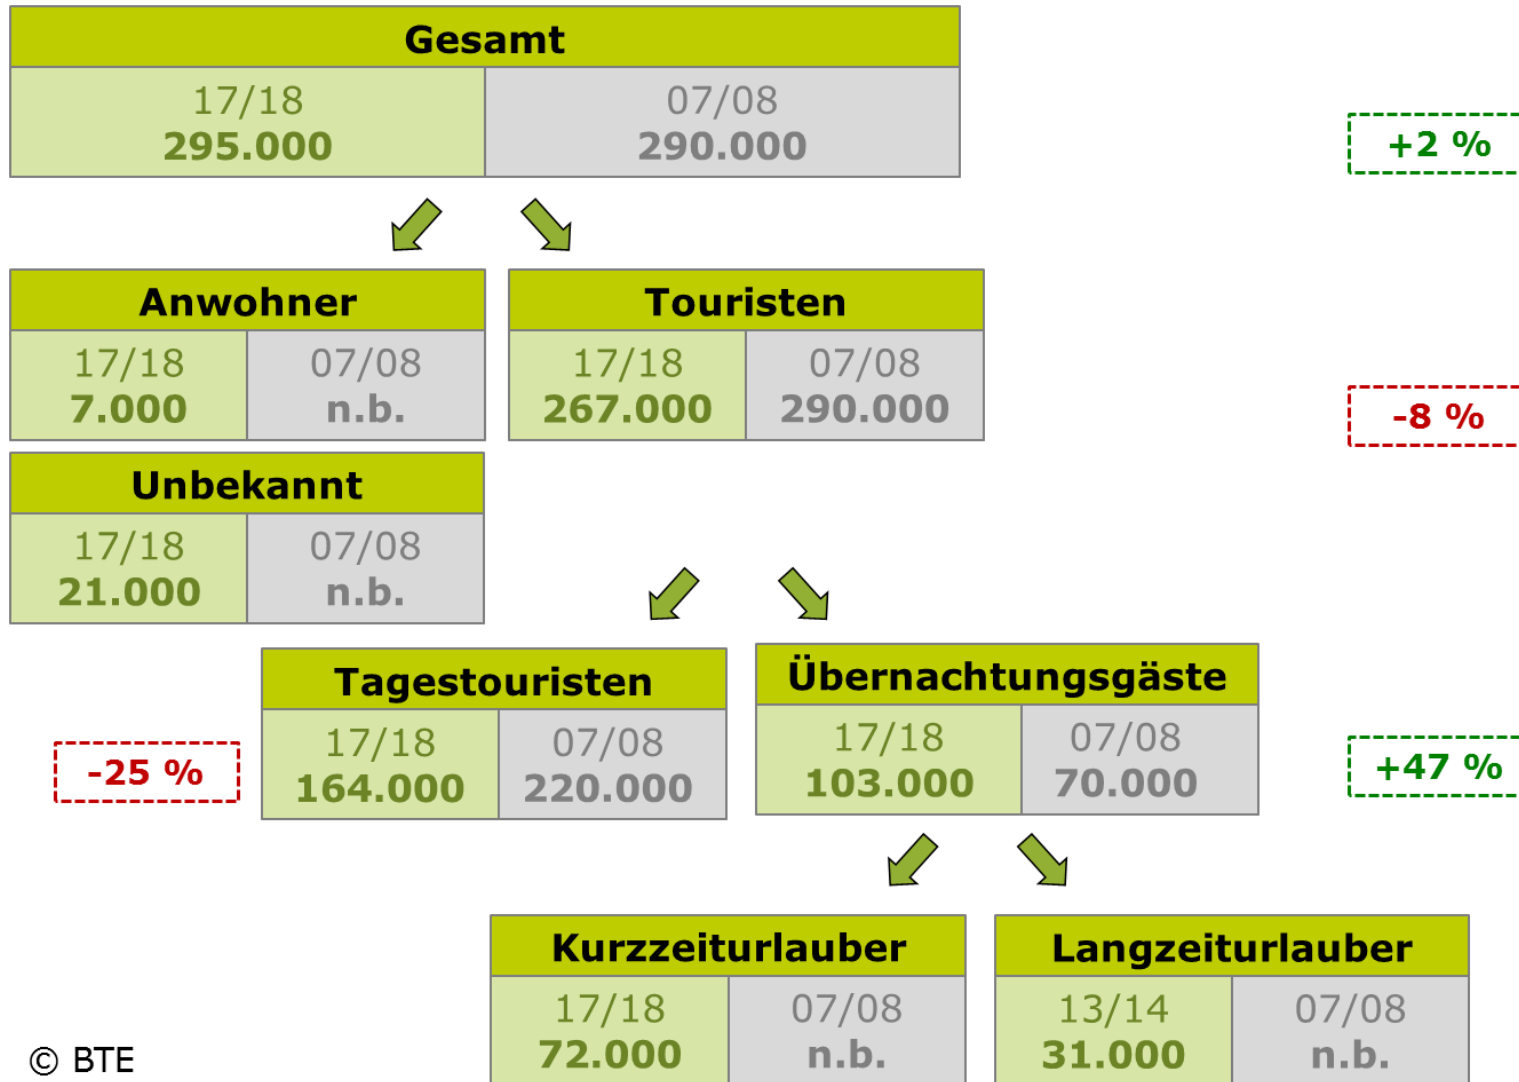 Gesamt
17/18 07/08
295.000 290.000
+2 %
Anwohner
17/18 07/08
7.000 n.b.
Touristen
17/18 07/08
267.000 290.000
-8 %
Unbekannt
17/18 07/08
21.000 n.b.
-25 %
Tagestouristen
17/18 07/08
164.000 220.000
Übernachtungsgäste
17/18 07/08
103.000 70.000
+47 %
Kurzzeiturlauber
17/18 07/08
72.000 n.b.
Langzeiturlauber
13/14 07/08
31.000 n.b.
© BTE